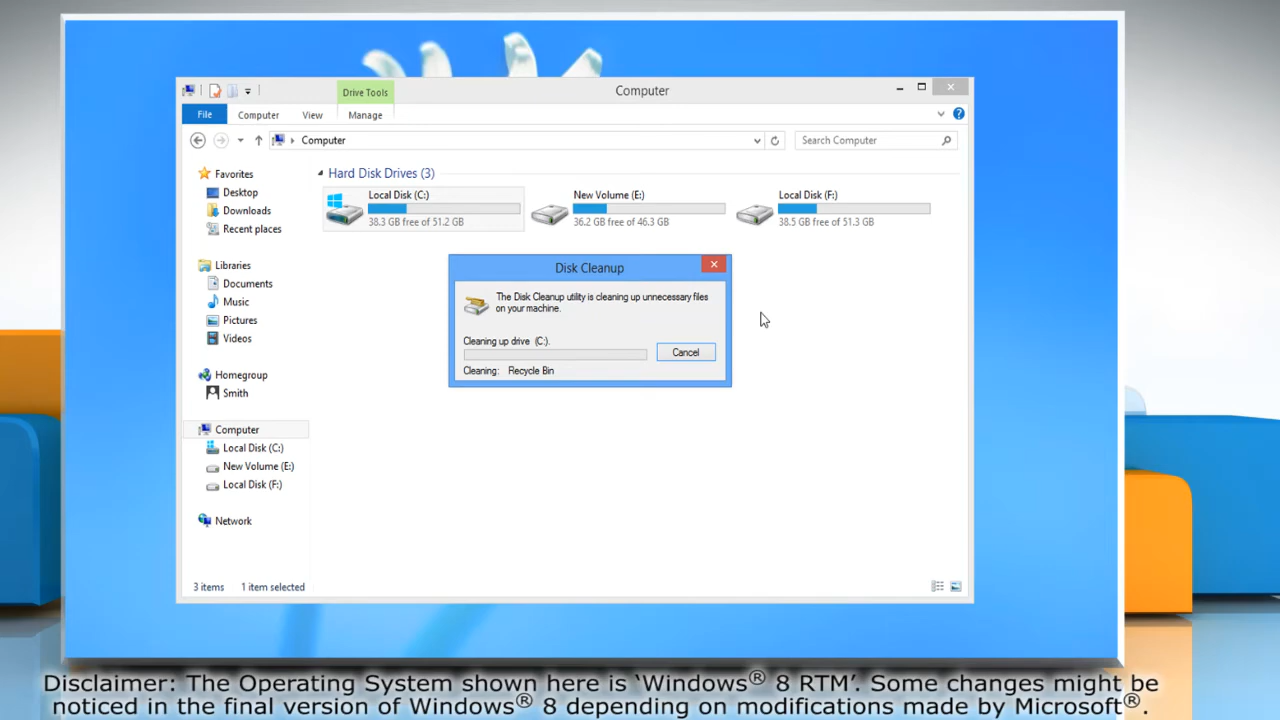 Drive Tools
Computer
File
Computer
View
Manage
Computer
Search Computer
Favorites
Desktop
Downloads
Recent places
Libraries
Documents
Music
Pictures
Videos
Homegroup
Smith
Computer
Local Disk (C:)
New Volume (E:)
Local Disk (F:)
Network
Hard Disk Drives (3)
Local Disk (C:)
38.3 GB free of 51.2 GB
New Volume (E:)
36.2 GB free of 46.3 GB
Local Disk (F:)
38.5 GB free of 51.3 GB
Disk Cleanup
The Disk Cleanup utility is cleaning up unnecessary files
on your machine.
Cleaning up drive (C:).
Cancel
Cleaning: Recycle Bin
3 items
1 item selected
Disclaimer: The Operating System shown here is ‘Windows® 8 RTM’. Some changes might be
noticed in the final version of Windows® 8 depending on modifications made by Microsoft®.